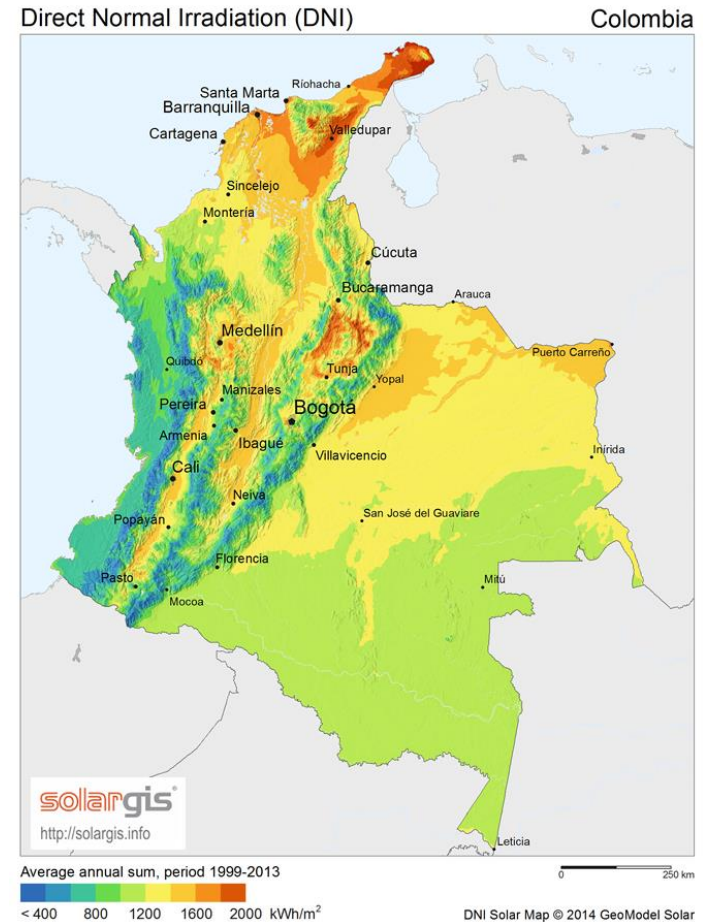 Direct Normal Irradiation (DNI)
Colombia
Ríohacha
Santa Marta
Barranquilla
Valledupar
Cartagena
Sincelejo
Montería
Cúcuta
Bucaramanga
Arauca
Medellín
Puerto Carreño
Quibdó
Tunja
Yopal
Manizales
Pereira
Bogotá
Armenia
Ibagué
Villavicencio
Inírida
Cali
Neiva
San José del Guaviare
Popayán
Florencia
Pasto
Mitú
Mocoa
solargis®
http://solargis.info
Leticia
Average annual sum, period 1999-2013
0 250 km
< 400 800 1200 1600 2000 kWh/m²
DNI Solar Map © 2014 GeoModel Solar